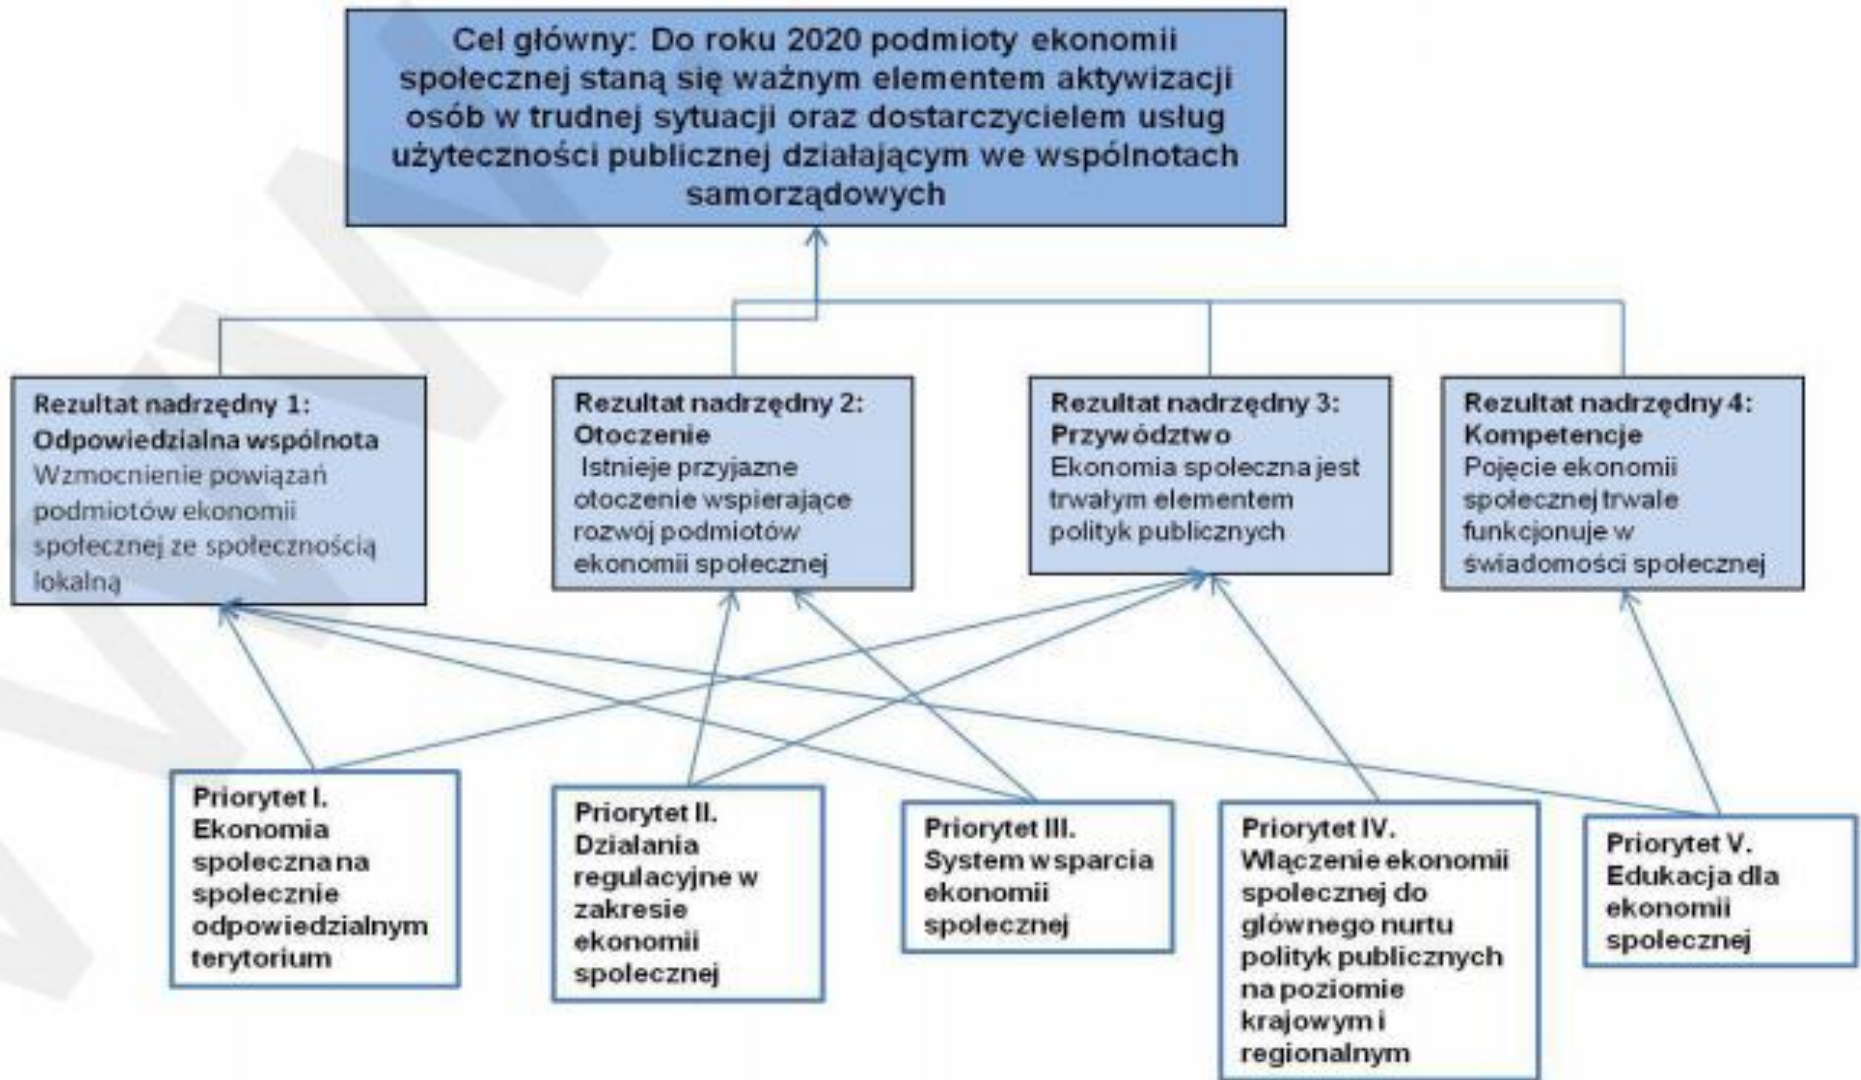 Cel główny: Do roku 2020 podmioty ekonomii
społecznej staną się ważnym elementem aktywizacji
osób w trudnej sytuacji oraz dostarczycielem usług
użyteczności publicznej działającym we wspólnotach
samorządowych
Rezultat nadrzędny 1:
Odpowiedzialna wspólnota
Wzmocnienie powiązań
podmiotów ekonomii
społecznej ze społecznością
lokalną
Rezultat nadrzędny 2:
Otoczenie
Istnieje przyjazne
otoczenie wspierające
rozwój podmiotów
ekonomii społecznej
Rezultat nadrzędny 3:
Przywództwo
Ekonomia społeczna jest
trwałym elementem
polityk publicznych
Rezultat nadrzędny 4:
Kompetencje
Pojęcie ekonomii
społecznej trwale
funkcjonuje w
świadomości społecznej
Priorytet I.
Ekonomia
społeczna na
społecznie
odpowiedzialnym
terytorium
Priorytet II.
Działania
regulacyjne w
zakresie
ekonomii
społecznej
Priorytet III.
System wsparcia
ekonomii
społecznej
Priorytet IV.
Włączenie ekonomii
społecznej do
głównego nurtu
polityk publicznych
na poziomie
krajowym i
regionalnym
Priorytet V.
Edukacja dla
ekonomii
społecznej